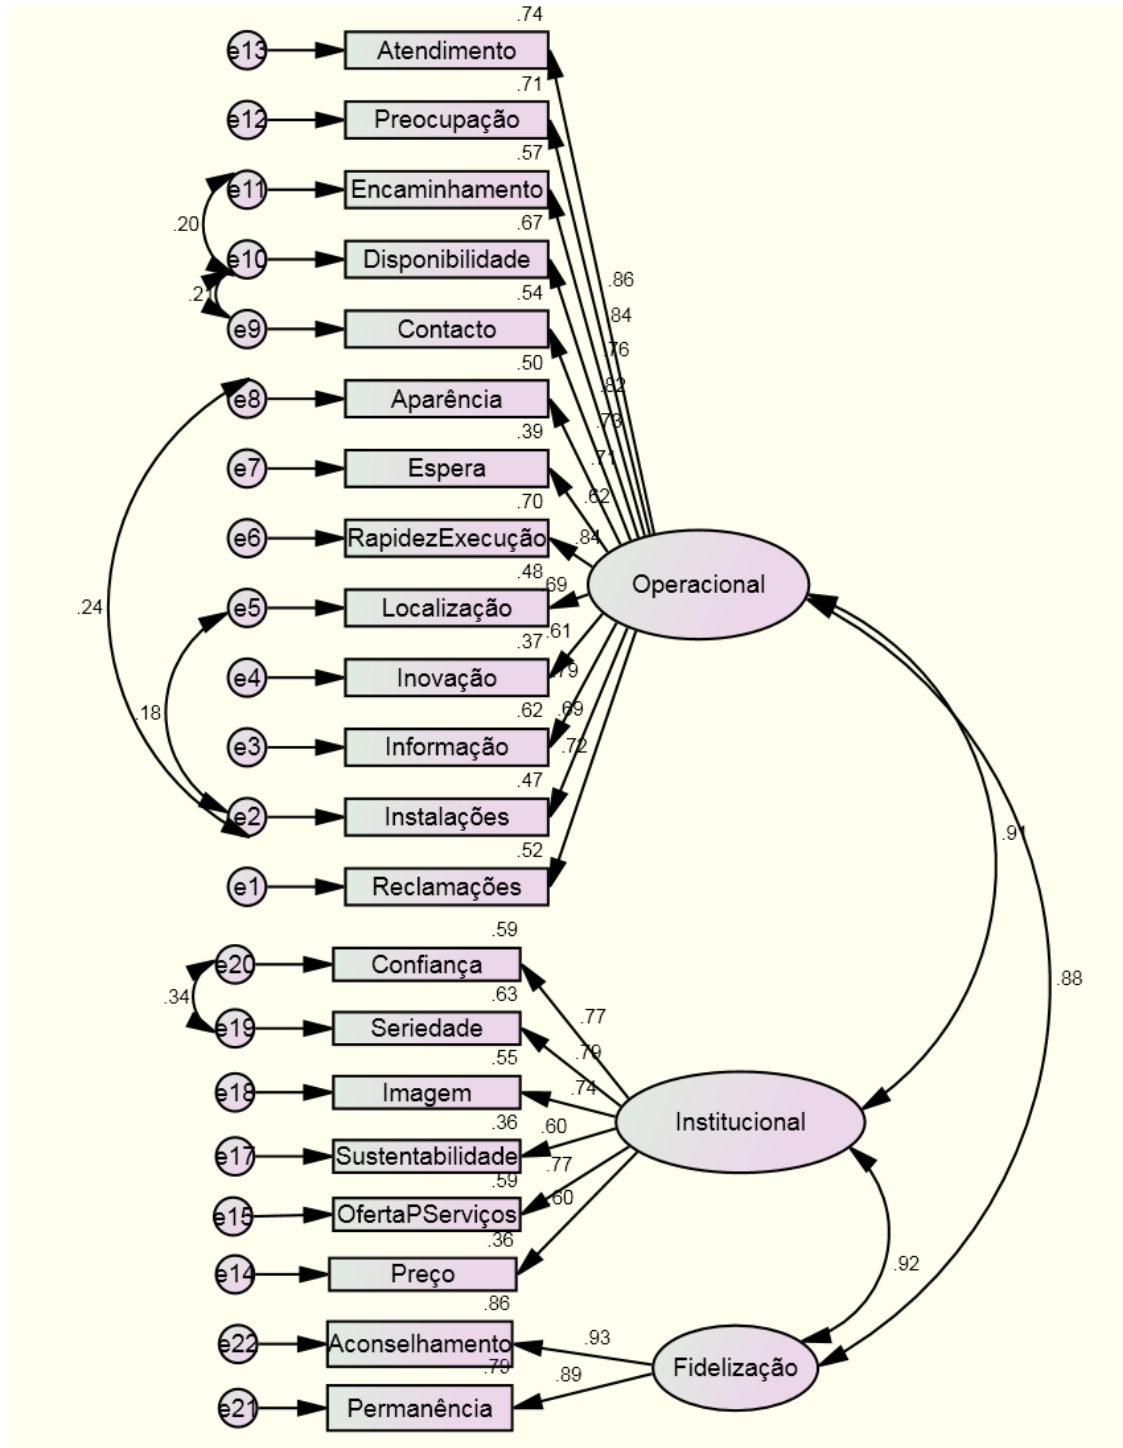 .74
e13 Atendimento
.71
e12 Preocupação
.57
e11 Encaminhamento
.67
.20
e10 Disponibilidade
.86
.54
e9 Contacto
.84
.76
.50
.82
e8 Aparência
.73
.39
.71
e7 Espera
.62
.70
e6 RapidezExecução
.84
.48
.69
Operacional
.24
e5 Localização
.37
.61
e4 Inovação
.79
.62
.69
.18
e3 Informação
.72
.47
e2 Instalações
.91
.52
e1 Reclamações
.59
e20 Confiança
.88
.34
.63
.77
e19 Seriedade
.79
.55
e18 Imagem
.74
.36
.60
Institucional
e17 Sustentabilidade
.77
.59
.60
e15 OfertaPServiços
.36
.92
e14 Preço
.86
e22 Aconselhamento
.93
.79
.89
Fidelização
e21 Permanência